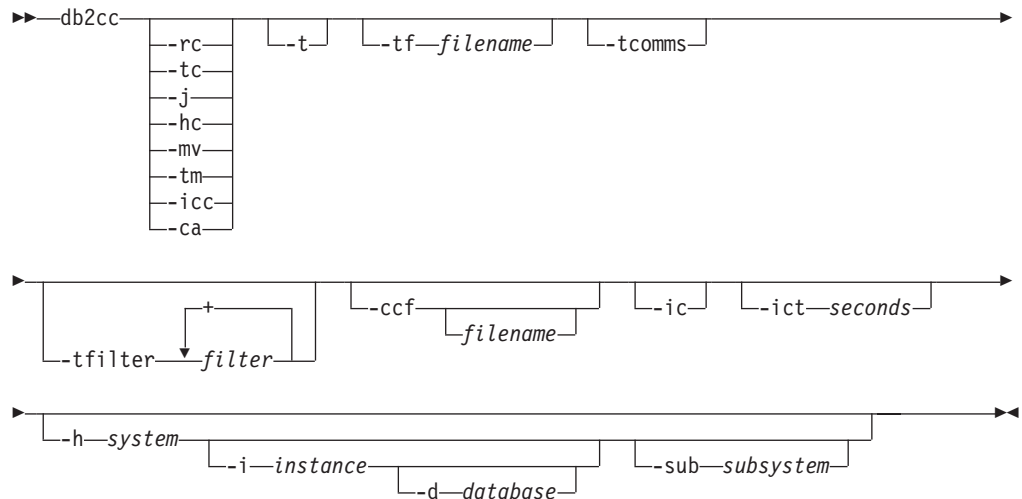 db2cc
-rc
-tc
-j
-hc
-mv
-tm
-icc
-ca
-t
-tf filename
-tcomms
-tfilter filter
+
-ccf
filename
-ic
-ict seconds
-h system
-i instance
-d database
-sub subsystem